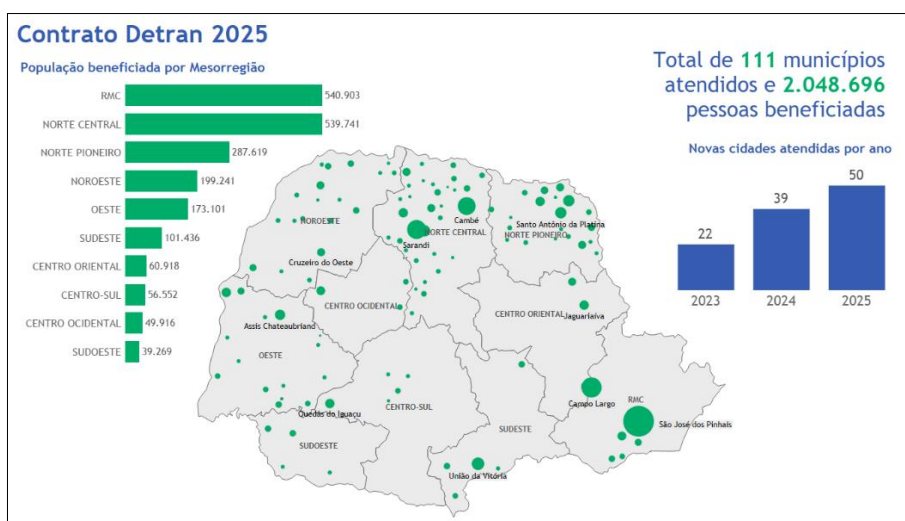 Contrato Detran 2025
População beneficiada por Mesorregião
RMC 540.903
NORTE CENTRAL 539.741
NORTE PIONEIRO 287.619
NOROESTE 199.241
OESTE 173.101
SUDESTE 101.436
CENTRO ORIENTAL 60.918
CENTRO-SUL 56.552
CENTRO OCIDENTAL 49.916
SUDOESTE 39.269
Total de 111 municípios
atendidos e 2.048.696
pessoas beneficiadas
Novas cidades atendidas por ano
22
39
50
2023
2024
2025
NOROESTE
Cambé
NORTE CENTRAL
Sarandi
Santo Antônio da Platina
NORTE PIONEIRO
Cruzeiro do Oeste
CENTRO OCIDENTAL
CENTRO ORIENTAL
Jaguariaíva
Assis Chateaubriand
OESTE
Quedas do Iguaçu
CENTRO-SUL
Campo Largo
RMC
São José dos Pinhais
SUDESTE
SUDOESTE
União da Vitória